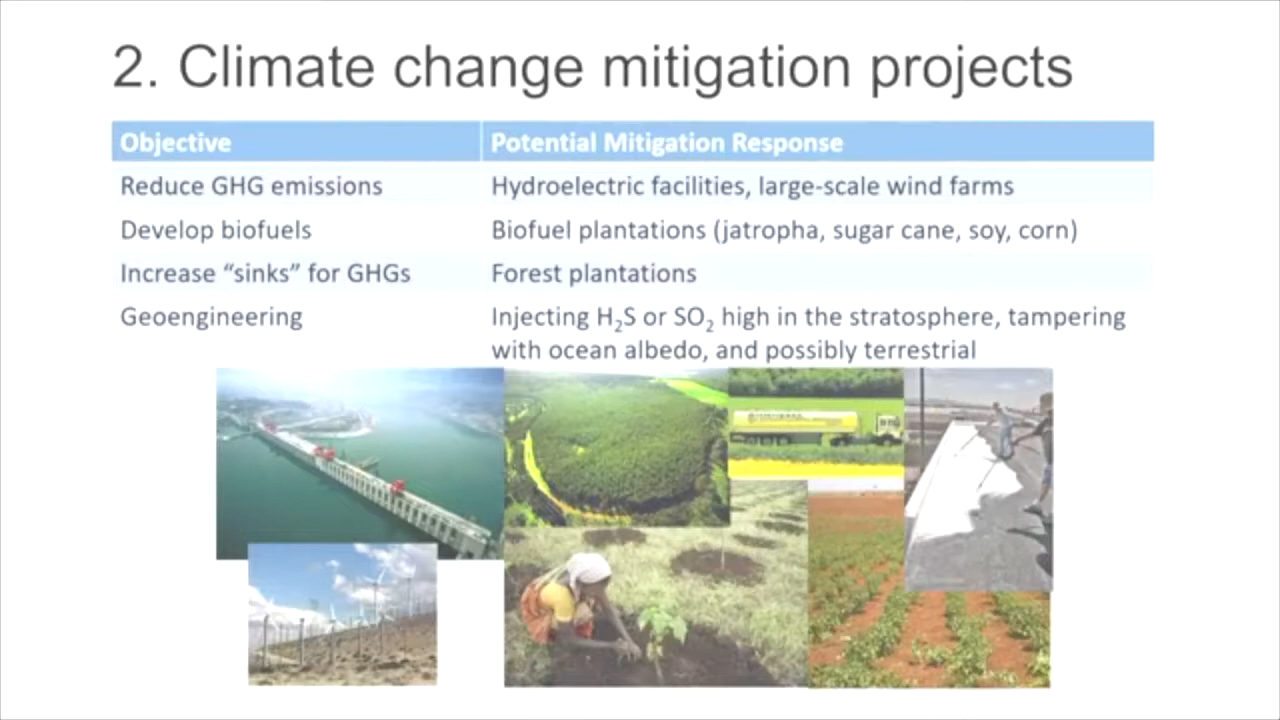 2. Climate change mitigation projects
Objective
Potential Mitigation Response
Reduce GHG emissions
Hydroelectric facilities, large-scale wind farms
Develop biofuels
Biofuel plantations (jatropha, sugar cane, soy, corn)
Increase “sinks” for GHGs
Forest plantations
Geoengineering
Injecting H₂S or SO₂ high in the stratosphere, tampering
with ocean albedo, and possibly terrestrial